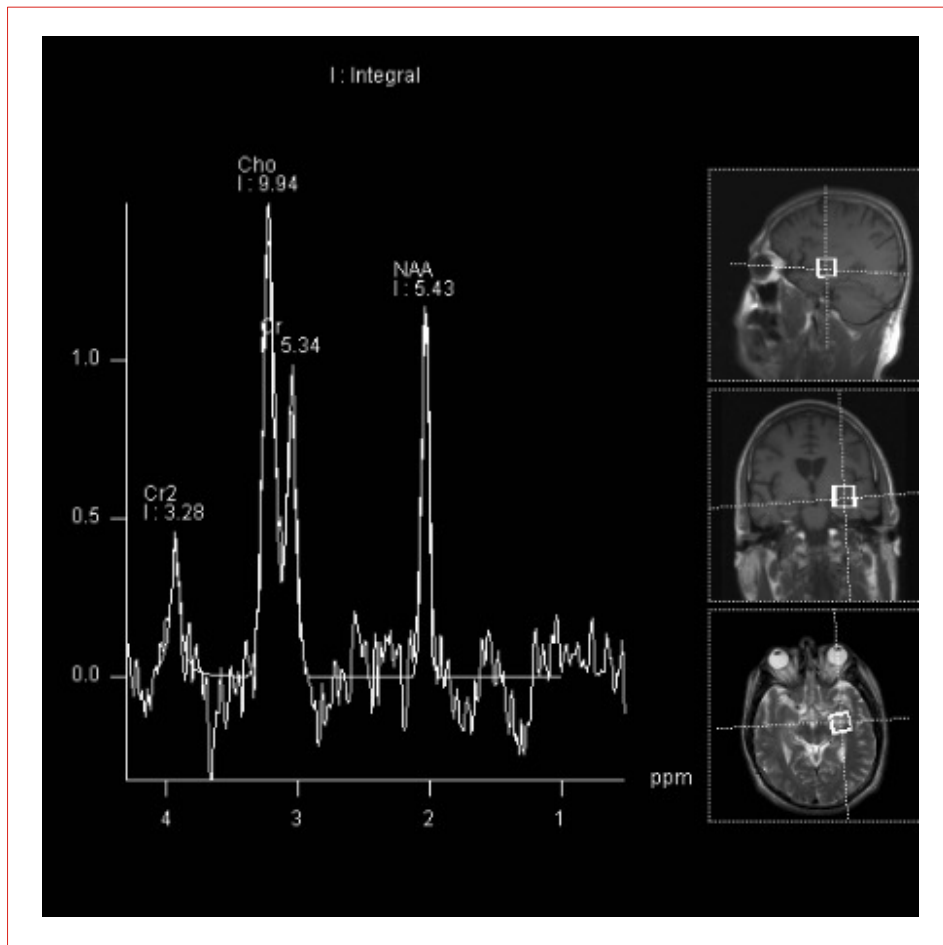 I : Integral
Cho
I : 9.94
NAA
I : 5.43
Cr
5.34
1.0
Cr2
I : 3.28
0.5
0.0
ppm
4 3 2 1